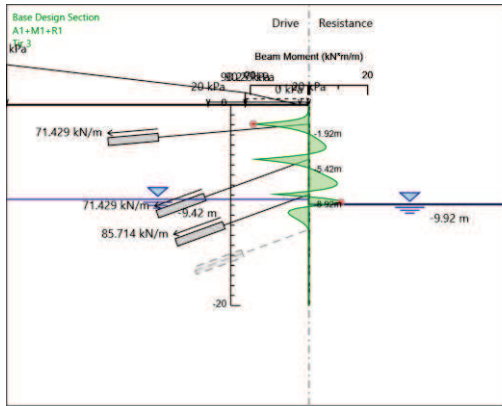 Base Design Section
A1+M1+R1
Drive
Resistance
kPa
Beam Moment (kN*m/m)
20 kPa
0 kPa
20 kPa
20
0
71.429 kN/m
-1.92m
-5.42m
71.429 kN/m
-9.42 m
-8.92m
-9.92 m
85.714 kN/m
-20